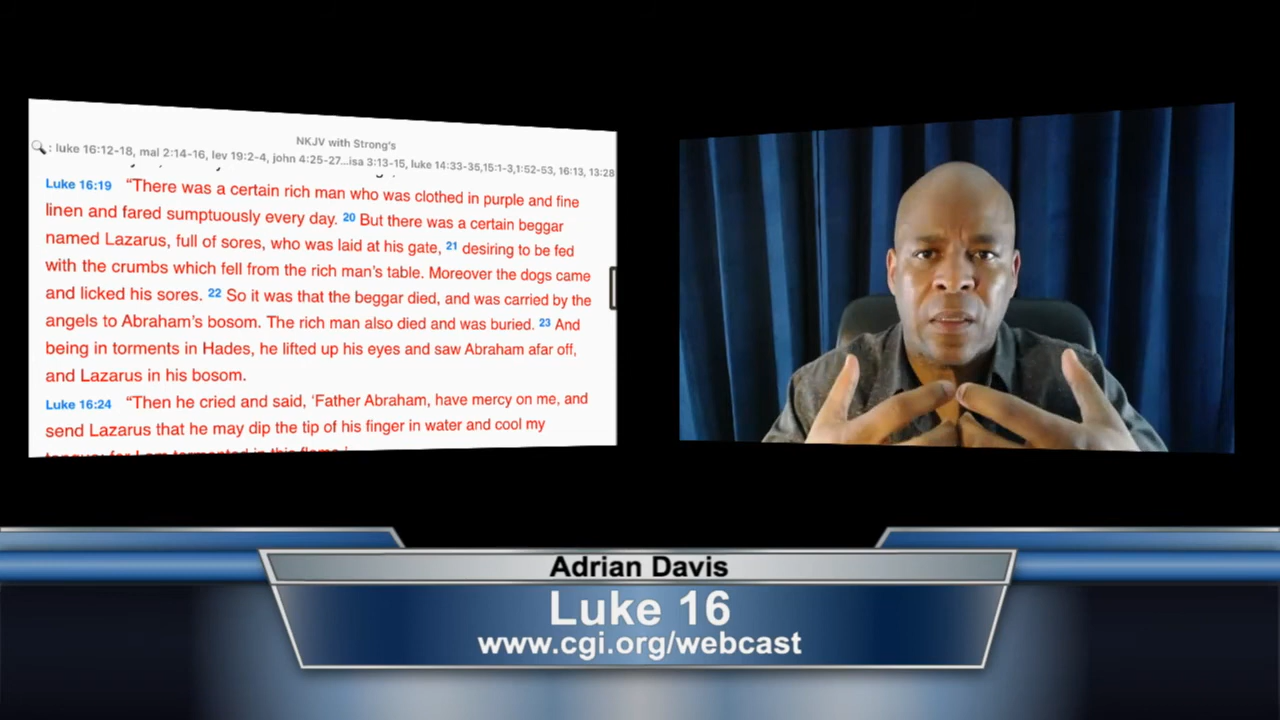 NKJV with Strong's
: luke 16:12-18, mal 2:14-16, lev 19:2-4, john 4:25-27...isa 3:13-15, luke 14:33-35,15:1-3,1:52-53, 16:13, 13:28
Luke 16:19 “There was a certain rich man who was clothed in purple and fine
linen and fared sumptuously every day. 20 But there was a certain beggar
named Lazarus, full of sores, who was laid at his gate, 21 desiring to be fed
with the crumbs which fell from the rich man’s table. Moreover the dogs came
and licked his sores. 22 So it was that the beggar died, and was carried by the
angels to Abraham’s bosom. The rich man also died and was buried. 23 And
being in torments in Hades, he lifted up his eyes and saw Abraham afar off,
and Lazarus in his bosom.
Luke 16:24 “Then he cried and said, ‘Father Abraham, have mercy on me, and
send Lazarus that he may dip the tip of his finger in water and cool my
tongue; for I am tormented in this flame.’
Adrian Davis
Luke 16
www.cgi.org/webcast